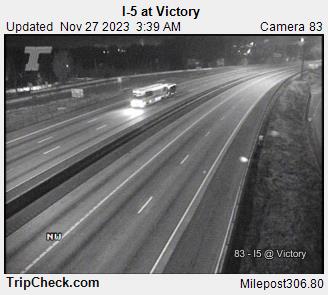 I-5 at Victory
Updated Nov 27 2023 3:39 AM Camera 83
NW
83 - I5 @ Victory
TripCheck.com Milepost306.80